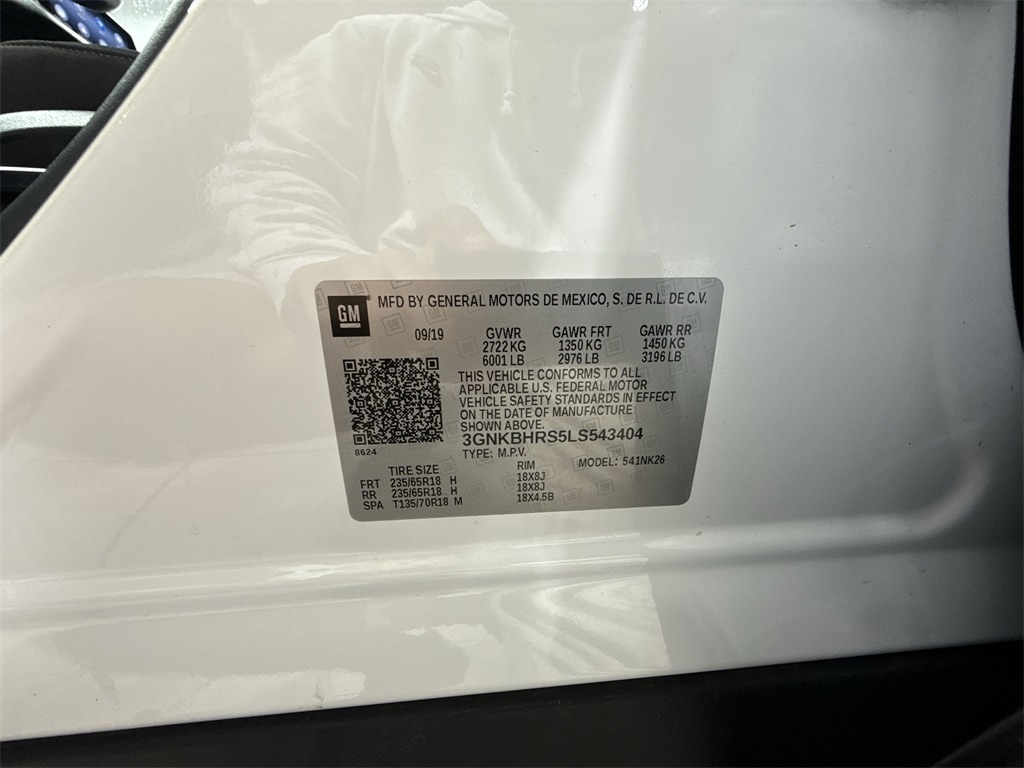 GM MFD BY GENERAL MOTORS DE MEXICO, S. DE R.L. DE C.V.
09/19 GVWR GAWR FRT GAWR RR
2722 KG 1350 KG 1450 KG
6001 LB 2976 LB 3196 LB
THIS VEHICLE CONFORMS TO ALL
APPLICABLE U.S. FEDERAL MOTOR
VEHICLE SAFETY STANDARDS IN EFFECT
ON THE DATE OF MANUFACTURE
SHOWN ABOVE.
3GNKBHRS5LS543404
8624 TYPE: M.P.V. MODEL: 541NK26
TIRE SIZE RIM
FRT 235/65R18 H 18X8J
RR 235/65R18 H 18X8J
SPA T135/70R18 M 18X4.5B